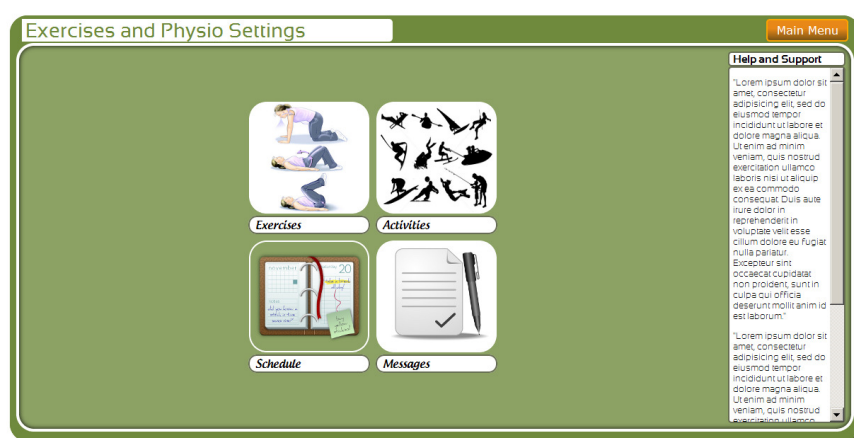 Exercises and Physio Settings
Main Menu
Help and Support
"Lorem ipsum dolor sit
amet, consectetur
adipisicing elit, sed do
eiusmod tempor
incididunt ut labore et
dolore magna aliqua.
Ut enim ad minim
veniam, quis nostrud
exercitation ullamco
laboris nisi ut aliquip
ex ea commodo
consequat. Duis aute
irure dolor in
reprehenderit in
voluptate velit esse
cillum dolore eu fugiat
nulla pariatur.
Excepteur sint
occaecat cupidatat
non proident, sunt in
culpa qui officia
deserunt mollit anim id
est laborum."
"Lorem ipsum dolor sit
amet, consectetur
adipisicing elit, sed do
eiusmod tempor
incididunt ut labore et
dolore magna aliqua.
Ut enim ad minim
veniam, quis nostrud
exercitation ullamco
Exercises
Activities
november
20
Schedule
Messages